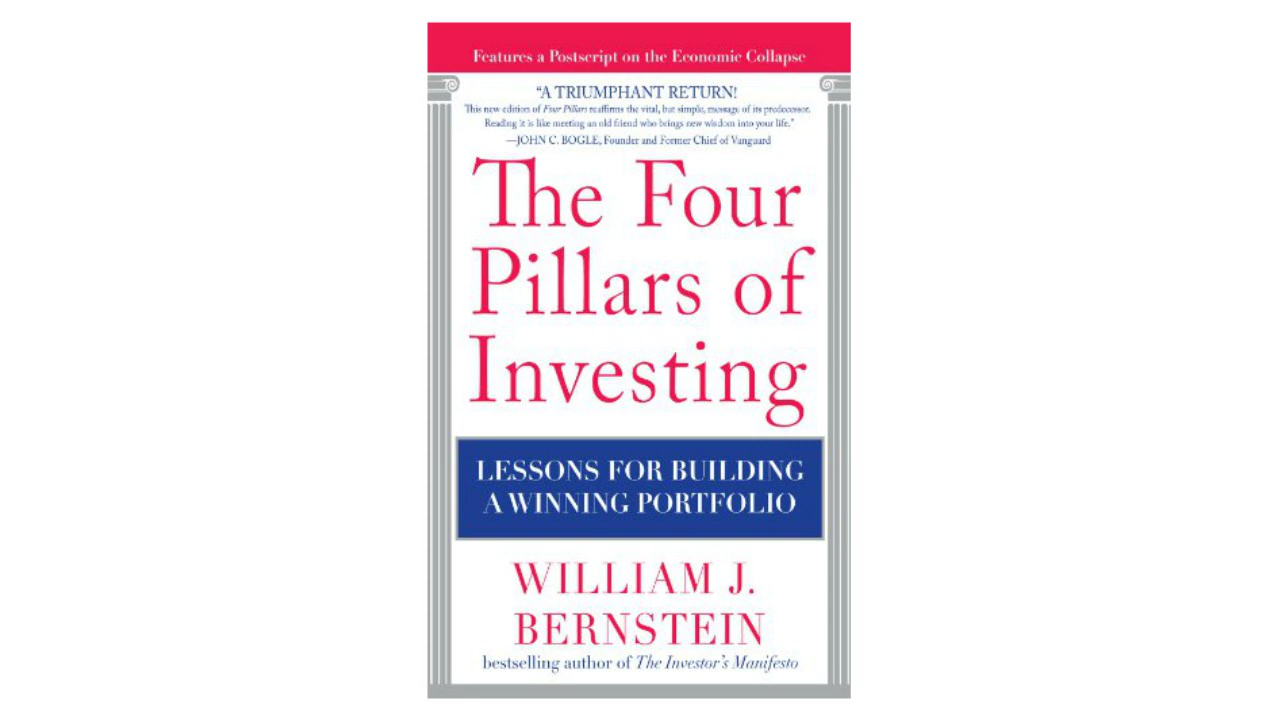 Features a Postscript on the Economic Collapse
“A TRIUMPHANT RETURN!
This new edition of Four Pillars reaffirms the vital, but simple, message of its predecessor.
Reading it is like meeting an old friend who brings new wisdom into your life.”
—JOHN C. BOGLE, Founder and Former Chief of Vanguard
The Four
Pillars of
Investing
LESSONS FOR BUILDING
A WINNING PORTFOLIO
WILLIAM J.
BERNSTEIN
bestselling author of The Investor’s Manifesto